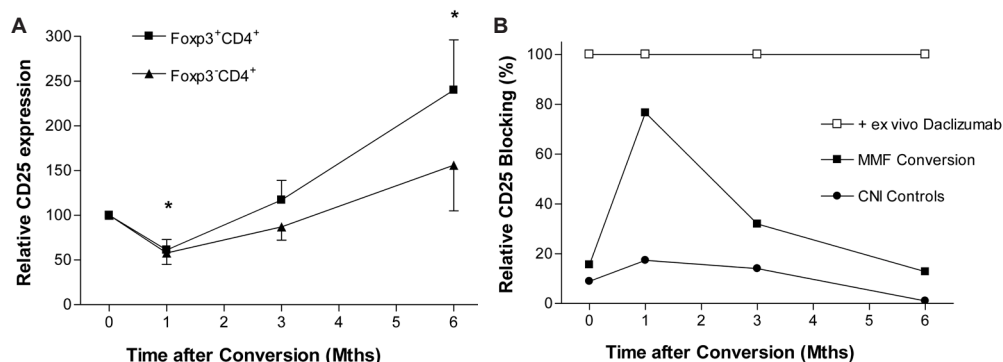 A
Relative CD25 expression
300
250
200
150
100
50
0
Foxp3⁺CD4⁺
Foxp3⁻CD4⁺
*
*
0 1 2 3 4 5 6
Time after Conversion (Mths)
B
Relative CD25 Blocking (%)
100
80
60
40
20
0
+ ex vivo Daclizumab
MMF Conversion
CNI Controls
0 1 2 3 4 5 6
Time after Conversion (Mths)